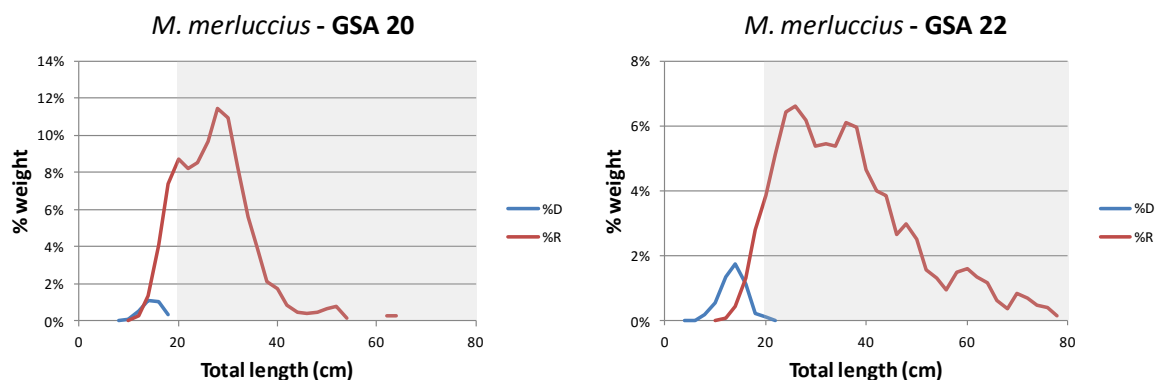 M. merluccius - GSA 20
14%
12%
10%
8%
6%
4%
2%
0%
% weight
0
20
40
60
80
Total length (cm)
%D
%R
M. merluccius - GSA 22
8%
6%
4%
2%
0%
% weight
0
20
40
60
80
Total length (cm)
%D
%R